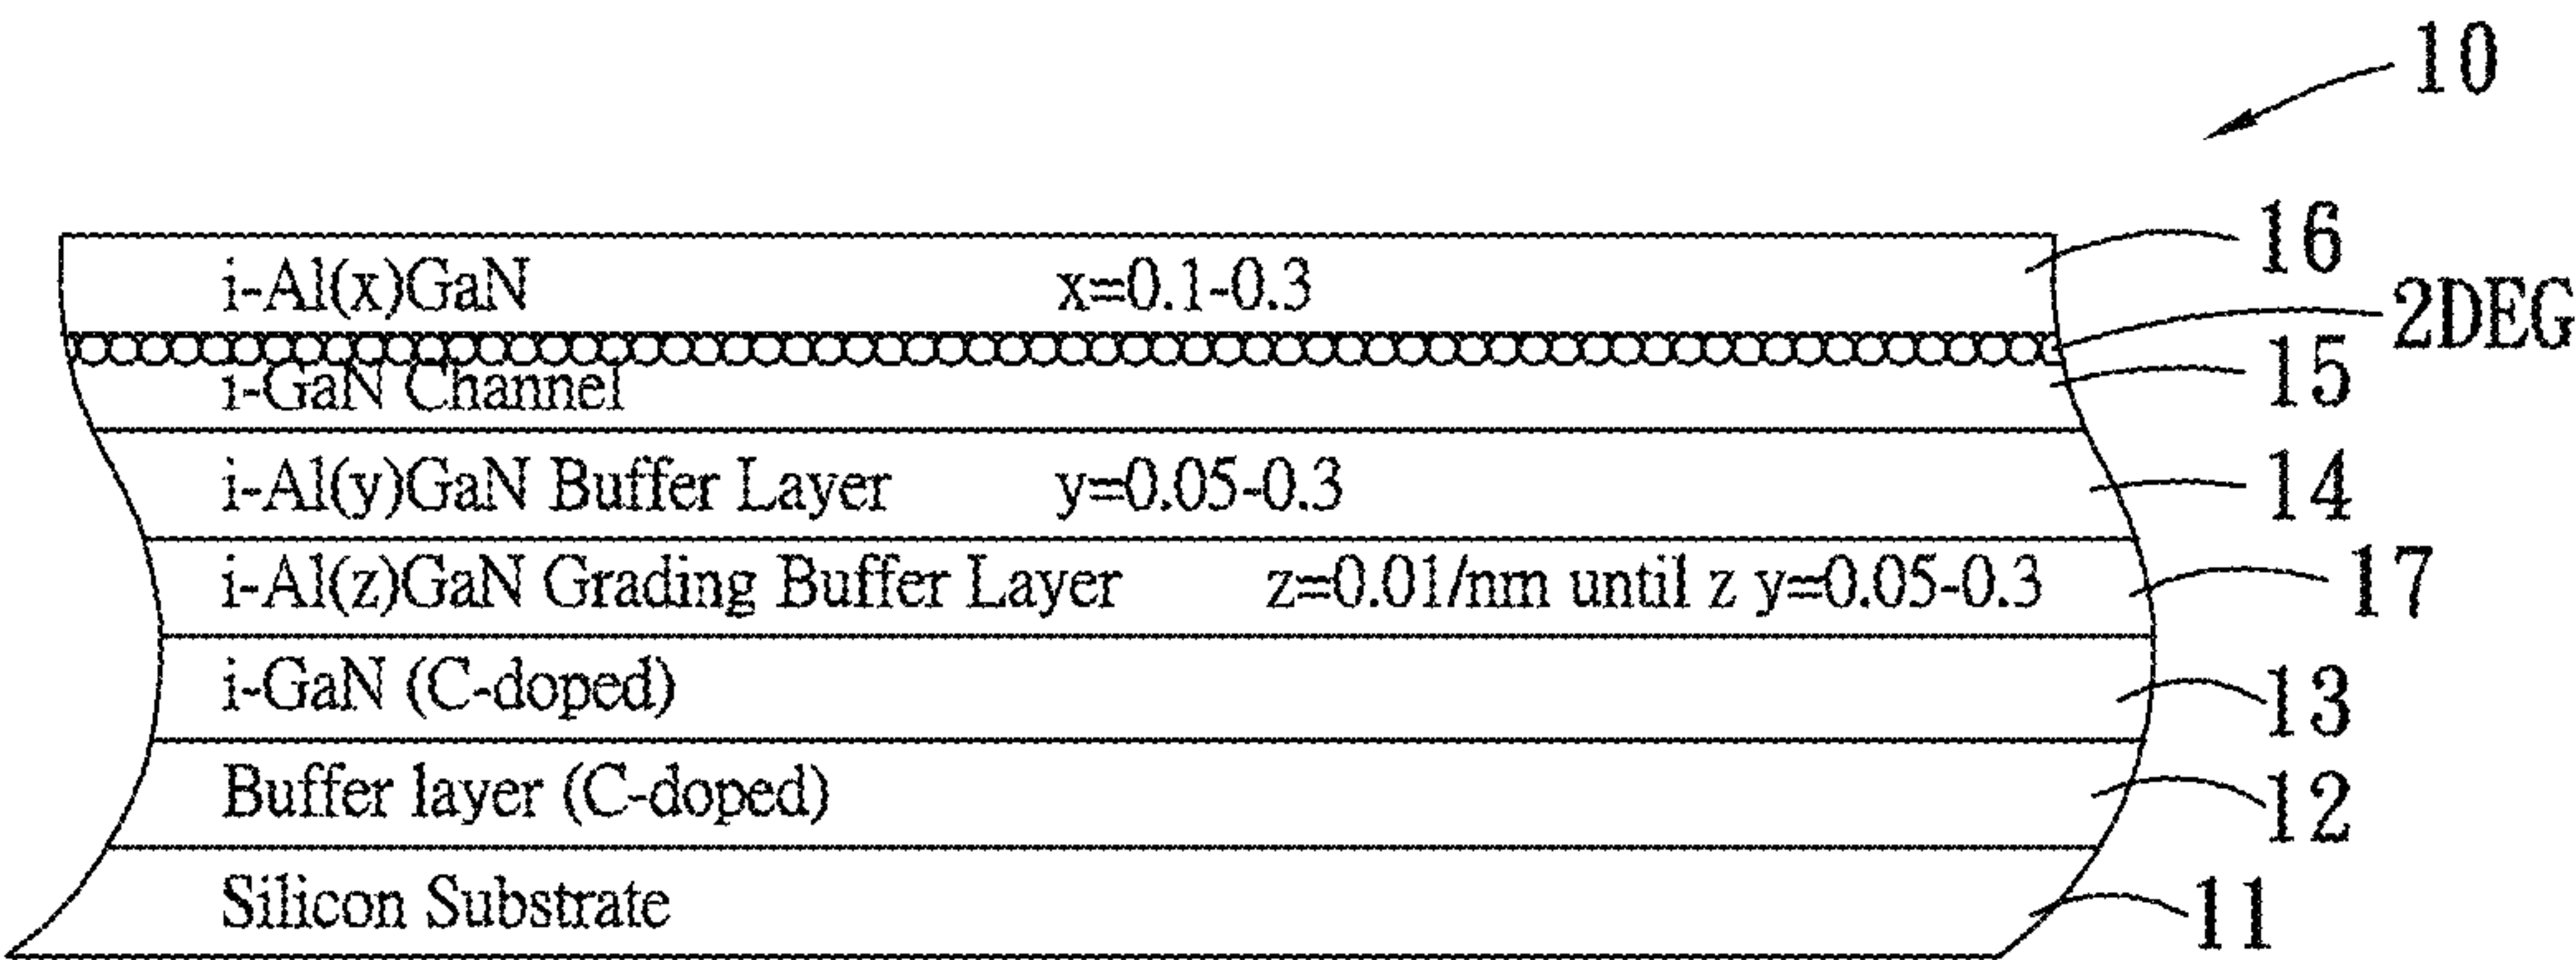 10
i-Al(x)GaN x=0.1-0.3 16
2DEG
i-GaN Channel 15
i-Al(y)GaN Buffer Layer y=0.05-0.3 14
i-Al(z)GaN Grading Buffer Layer z=0.01/nm until z y=0.05-0.3 17
i-GaN (C-doped) 13
Buffer layer (C-doped) 12
Silicon Substrate 11